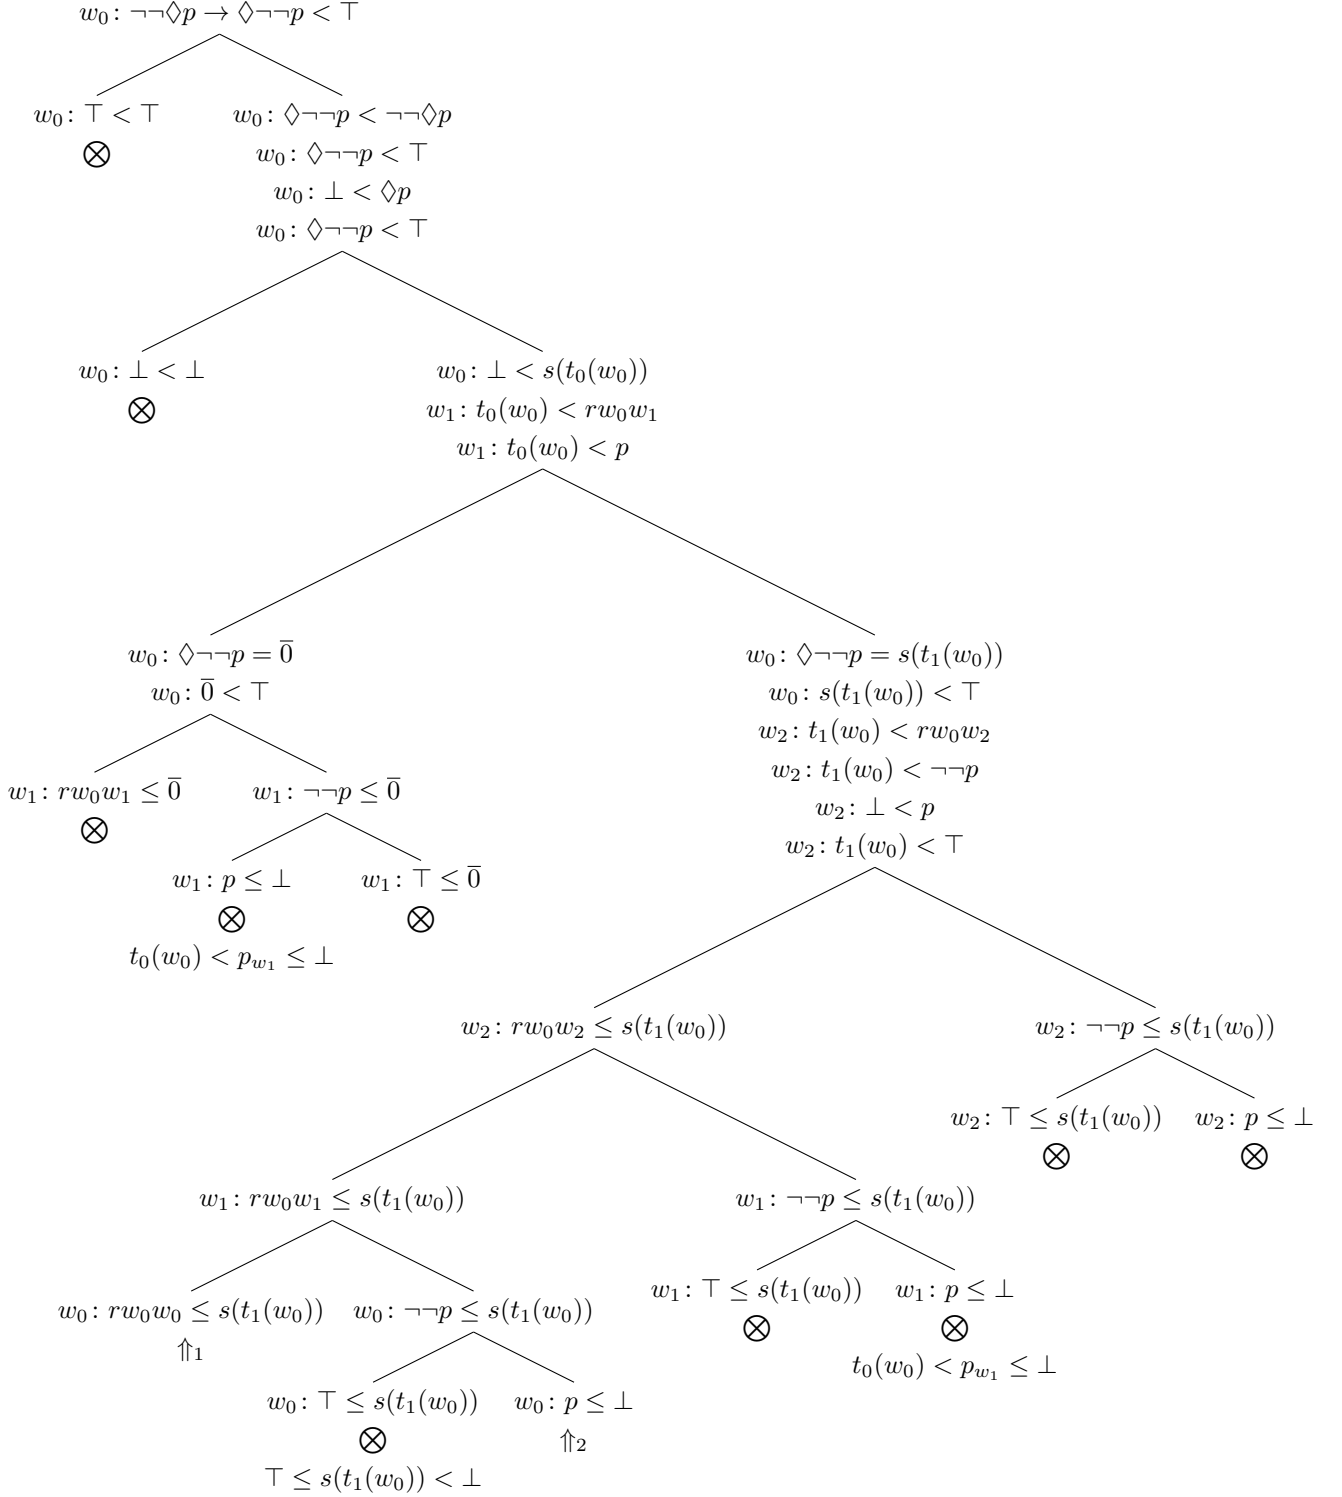 w₀: ¬¬◊p → ◊¬¬p < ⊤
w₀: ⊤ < ⊤
⊗
w₀: ◊¬¬p < ¬¬◊p
w₀: ◊¬¬p < ⊤
w₀: ⊥ < ◊p
w₀: ◊¬¬p < ⊤
w₀: ⊥ < ⊥
⊗
w₀: ⊥ < s(t₀(w₀))
w₁: t₀(w₀) < rw₀w₁
w₁: t₀(w₀) < p
w₀: ◊¬¬p = 0̅
w₀: 0̅ < ⊤
w₁: rw₀w₁ ≤ 0̅
⊗
w₁: ¬¬p ≤ 0̅
w₁: p ≤ ⊥
⊗
t₀(w₀) < p_{w₁} ≤ ⊥
w₁: ⊤ ≤ 0̅
⊗
w₀: ◊¬¬p = s(t₁(w₀))
w₀: s(t₁(w₀)) < ⊤
w₂: t₁(w₀) < rw₀w₂
w₂: t₁(w₀) < ¬¬p
w₂: ⊥ < p
w₂: t₁(w₀) < ⊤
w₂: rw₀w₂ ≤ s(t₁(w₀))
w₂: ¬¬p ≤ s(t₁(w₀))
w₂: ⊤ ≤ s(t₁(w₀))
⊗
w₂: p ≤ ⊥
⊗
w₁: rw₀w₁ ≤ s(t₁(w₀))
w₁: ¬¬p ≤ s(t₁(w₀))
w₀: rw₀w₀ ≤ s(t₁(w₀))
⇑₁
w₀: ¬¬p ≤ s(t₁(w₀))
w₁: ⊤ ≤ s(t₁(w₀))
⊗
w₁: p ≤ ⊥
⊗
t₀(w₀) < p_{w₁} ≤ ⊥
w₀: ⊤ ≤ s(t₁(w₀))
⊗
⊤ ≤ s(t₁(w₀)) < ⊥
w₀: p ≤ ⊥
⇑₂